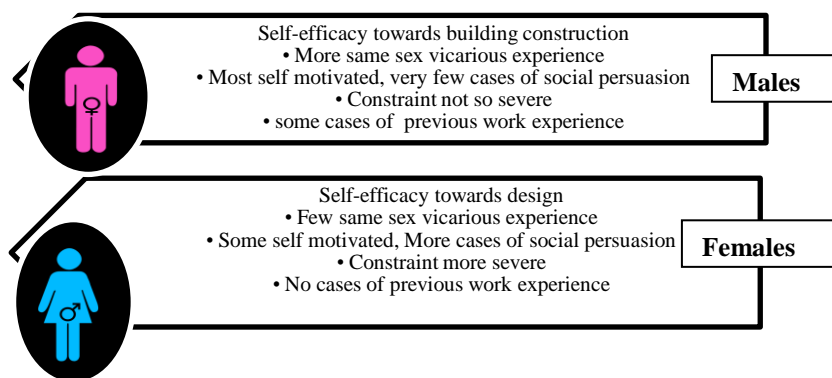 Self-efficacy towards building construction
• More same sex vicarious experience
• Most self motivated, very few cases of social persuasion
• Constraint not so severe
• some cases of previous work experience
Males
Self-efficacy towards design
• Few same sex vicarious experience
• Some self motivated, More cases of social persuasion
• Constraint more severe
• No cases of previous work experience
Females